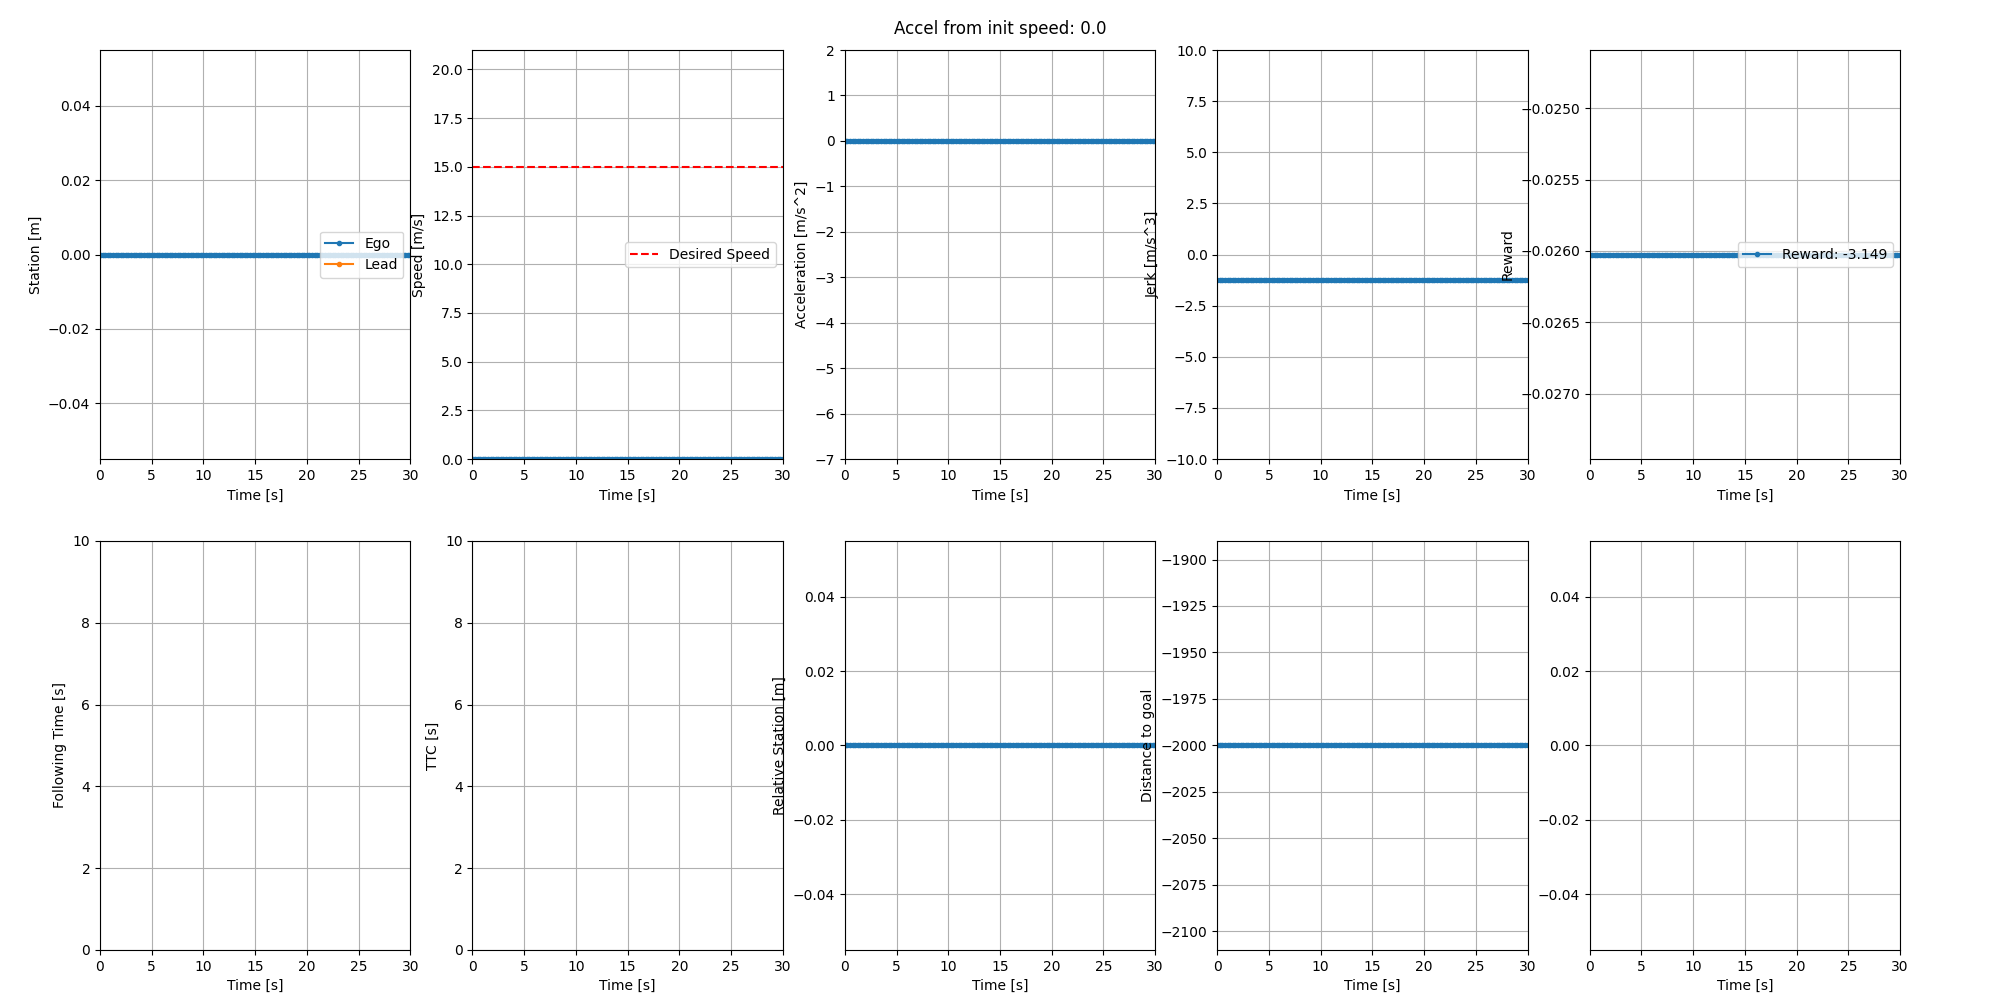 Accel from init speed: 0.0
Station [m]
0.04
0.02
0.00
−0.02
−0.04
0 5 10 15 20 25 30
Time [s]
Ego
Lead
Speed [m/s]
20.0
17.5
15.0
12.5
10.0
7.5
5.0
2.5
0.0
0 5 10 15 20 25 30
Time [s]
Desired Speed
Acceleration [m/s^2]
2
1
0
−1
−2
−3
−4
−5
−6
−7
0 5 10 15 20 25 30
Time [s]
Jerk [m/s^3]
10.0
7.5
5.0
2.5
0.0
−2.5
−5.0
−7.5
−10.0
0 5 10 15 20 25 30
Time [s]
Reward
−0.0250
−0.0255
−0.0260
−0.0265
−0.0270
0 5 10 15 20 25 30
Time [s]
Reward: -3.149
Following Time [s]
10
8
6
4
2
0
0 5 10 15 20 25 30
Time [s]
TTC [s]
10
8
6
4
2
0
0 5 10 15 20 25 30
Time [s]
Relative Station [m]
0.04
0.02
0.00
−0.02
−0.04
0 5 10 15 20 25 30
Time [s]
Distance to goal
−1900
−1925
−1950
−1975
−2000
−2025
−2050
−2075
−2100
0 5 10 15 20 25 30
Time [s]
0.04
0.02
0.00
−0.02
−0.04
0 5 10 15 20 25 30
Time [s]